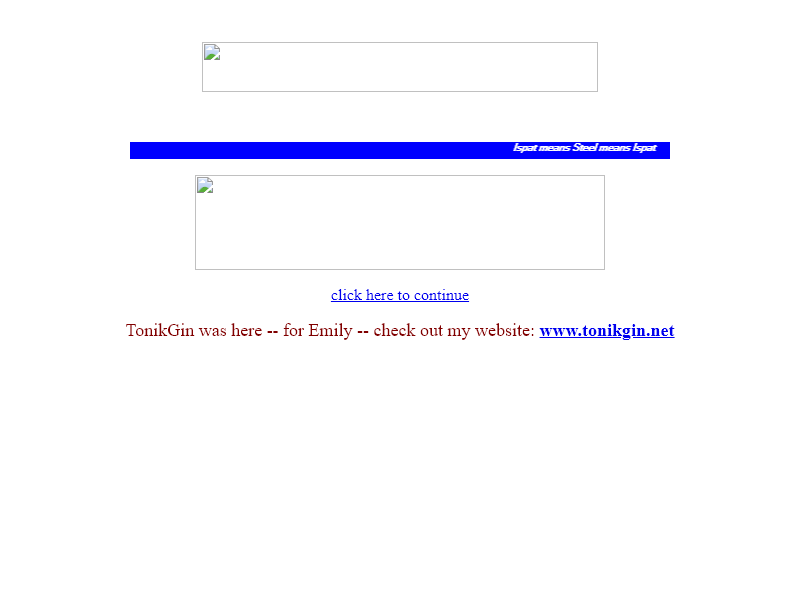 Ispat means Steel means Ispat
click here to continue
TonikGin was here -- for Emily -- check out my website: www.tonikgin.net